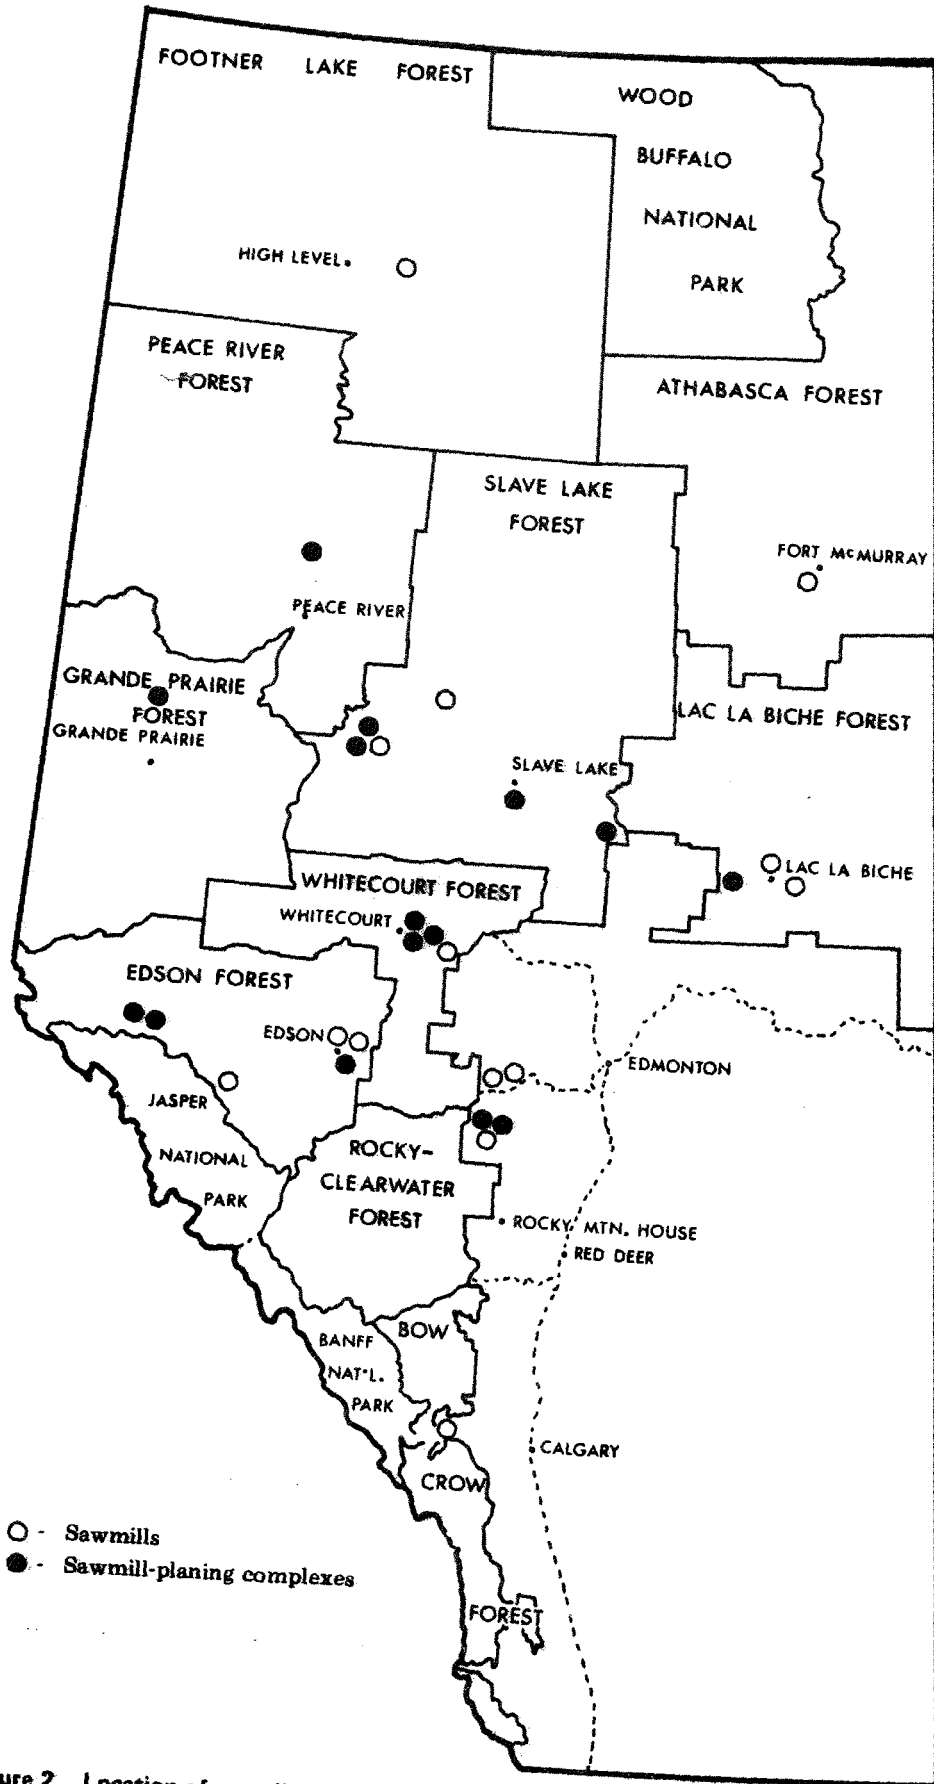 FOOTNER LAKE FOREST
WOOD
BUFFALO
NATIONAL
PARK
HIGH LEVEL
PEACE RIVER
FOREST
ATHABASCA FOREST
SLAVE LAKE
FOREST
FORT McMURRAY
PEACE RIVER
GRANDE PRAIRIE
FOREST
GRANDE PRAIRIE
LAC LA BICHE FOREST
SLAVE LAKE
LAC LA BICHE
WHITECOURT FOREST
WHITECOURT
EDSON FOREST
EDSON
EDMONTON
JASPER
NATIONAL
PARK
ROCKY-
CLEARWATER
FOREST
ROCKY MTN. HOUSE
RED DEER
BANFF
NAT'L.
PARK
BOW
CALGARY
CROW
FOREST
- Sawmills
- Sawmill-planing complexes
2 Location of